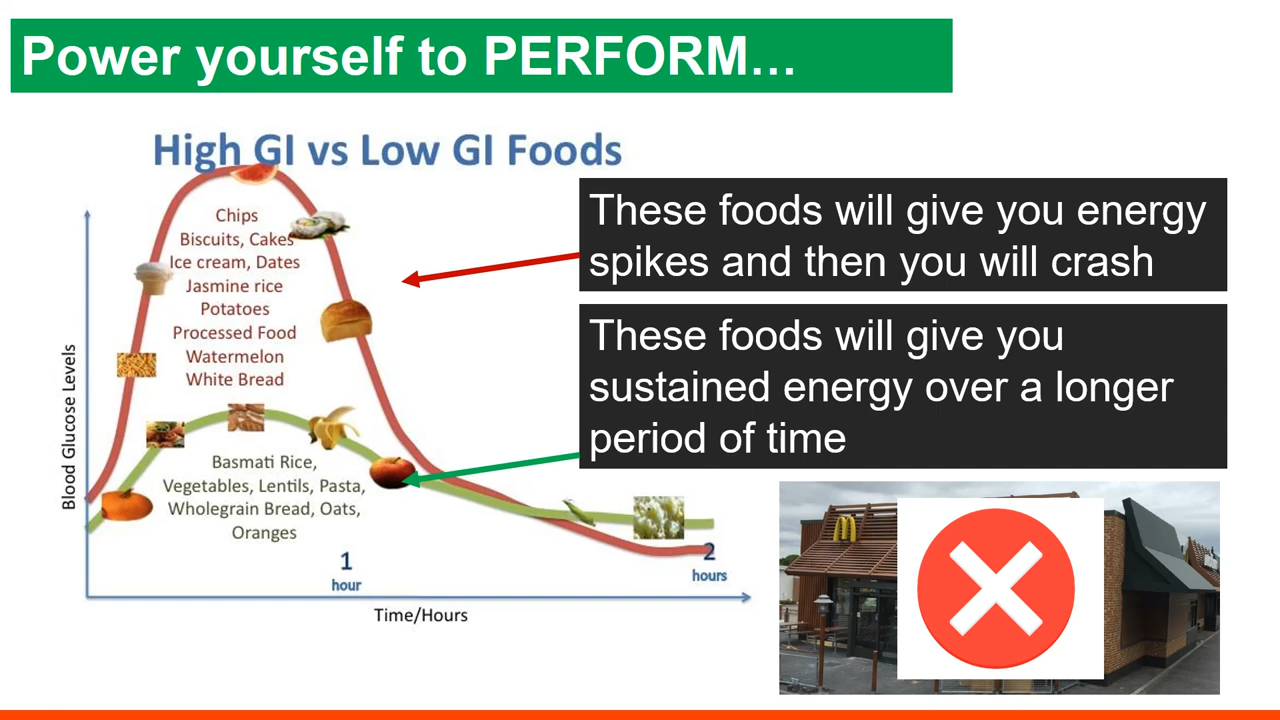 Power yourself to PERFORM...
High GI vs Low GI Foods
Chips
Biscuits, Cakes
Ice cream, Dates
Jasmine rice
Potatoes
Processed Food
Watermelon
White Bread
These foods will give you energy
spikes and then you will crash
These foods will give you
sustained energy over a longer
period of time
Blood Glucose Levels
Basmati Rice,
Vegetables, Lentils, Pasta,
Wholegrain Bread, Oats,
Oranges
1
hour
2
hours
Time/Hours